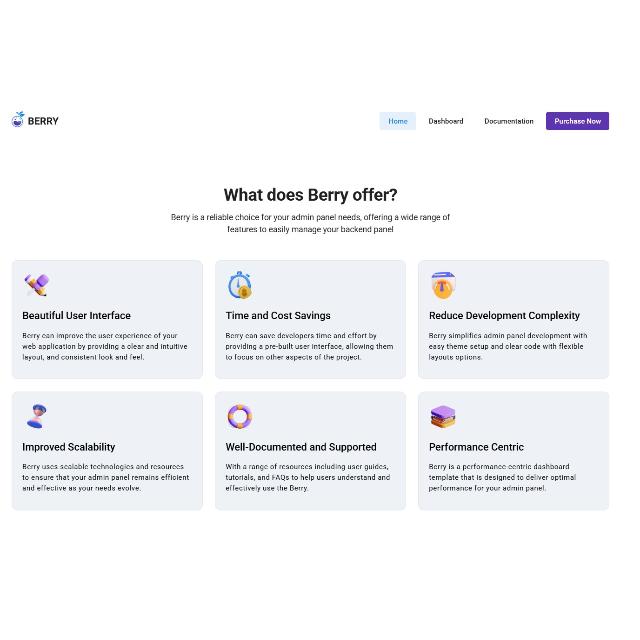 BERRY
Home
Dashboard
Documentation
Purchase Now
What does Berry offer?
Berry is a reliable choice for your admin panel needs, offering a wide range of
features to easily manage your backend panel
Beautiful User Interface
Berry can improve the user experience of your
web application by providing a clear and intuitive
layout, and consistent look and feel.
Time and Cost Savings
Berry can save developers time and effort by
providing a pre-built user interface, allowing them
to focus on other aspects of the project.
Reduce Development Complexity
Berry simplifies admin panel development with
easy theme setup and clear code with flexible
layouts options.
Improved Scalability
Berry uses scalable technologies and resources
to ensure that your admin panel remains efficient
and effective as your needs evolve.
Well-Documented and Supported
With a range of resources including user guides,
tutorials, and FAQs to help users understand and
effectively use the Berry.
Performance Centric
Berry is a performance-centric dashboard
template that is designed to deliver optimal
performance for your admin panel.